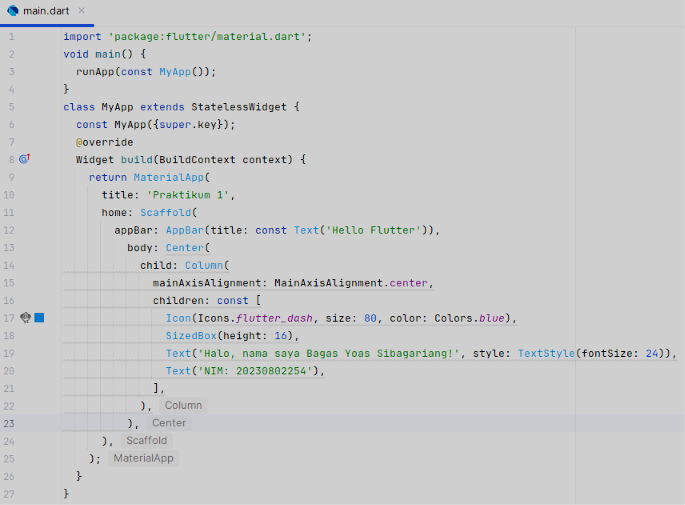 main.dart
1 import 'package:flutter/material.dart';
2 void main() {
3 runApp(const MyApp());
4 }
5 class MyApp extends StatelessWidget {
6 const MyApp({super.key});
7 @override
8 Widget build(BuildContext context) {
9 return MaterialApp(
10 title: 'Praktikum 1',
11 home: Scaffold(
12 appBar: AppBar(title: const Text('Hello Flutter')),
13 body: Center(
14 child: Column(
15 mainAxisAlignment: MainAxisAlignment.center,
16 children: const [
17 Icon(Icons.flutter_dash, size: 80, color: Colors.blue),
18 SizedBox(height: 16),
19 Text('Halo, nama saya Bagas Yoas Sibagariang!', style: TextStyle(fontSize: 24)),
20 Text('NIM: 20230802254'),
21 ],
22 ), Column
23 ), Center
24 ), Scaffold
25 ); MaterialApp
26 }
27 }